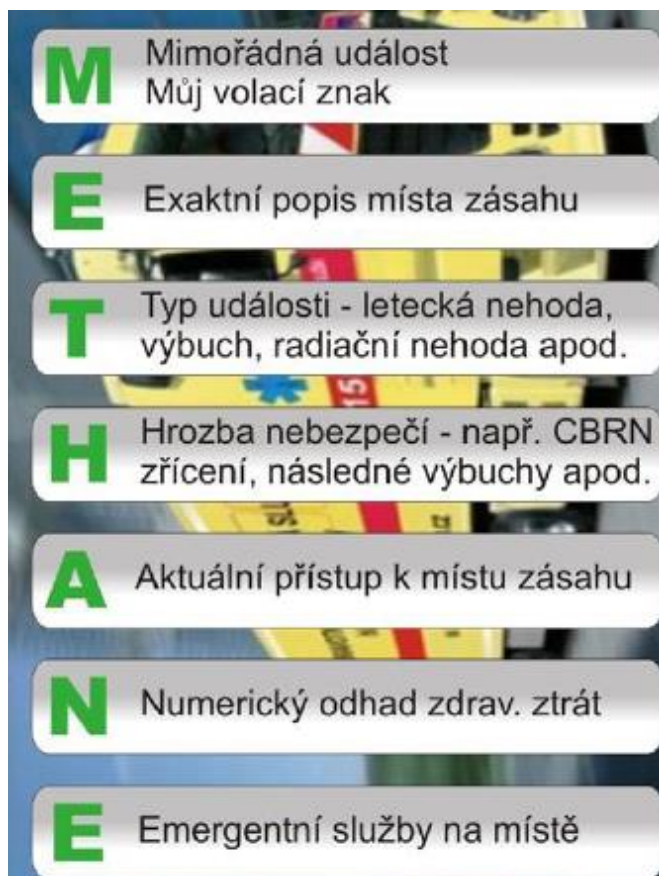 M
Mimořádná událost
Můj volací znak
E
Exaktní popis místa zásahu
T
Typ události - letecká nehoda,
výbuch, radiační nehoda apod.
H
Hrozba nebezpečí - např. CBRN
zřícení, následné výbuchy apod.
A
Aktuální přístup k místu zásahu
N
Numerický odhad zdrav. ztrát
E
Emergentní služby na místě